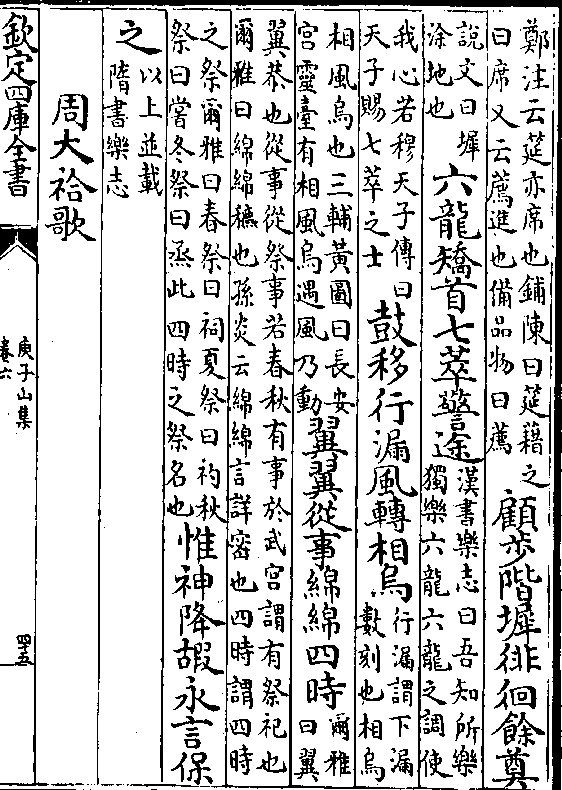 鄭注云筵亦席也鋪陳曰筵藉之
曰席又云薦進也備品物曰薦
顧步階墀徘徊餘奠
説文曰墀
涂地也
六龍矯首七萃警途
漢書樂志曰吾知所樂
獨樂六龍六龍之調使
我心若穆天子傳曰
天子賜七萃之士
鼓移行漏風轉相烏
行漏謂下漏
數刻也相烏
相風烏也三輔黃圖曰長安
宮靈臺有相風烏遇風乃動
翼翼從事綿綿四時
爾雅
曰翼
翼恭也從事從祭事若春秋有事於武宮謂有祭祀也
爾雅曰綿綿穮也孫炎云綿綿言詳密也四時謂四時
之祭爾雅曰春祭曰祠夏祭曰礿秋
祭曰嘗冬祭曰烝此四時之祭名也
惟神降嘏永言保
之
以上並載
隋書樂志
周大祫歌
欽定四庫全書
庾子山集
卷六
四十五